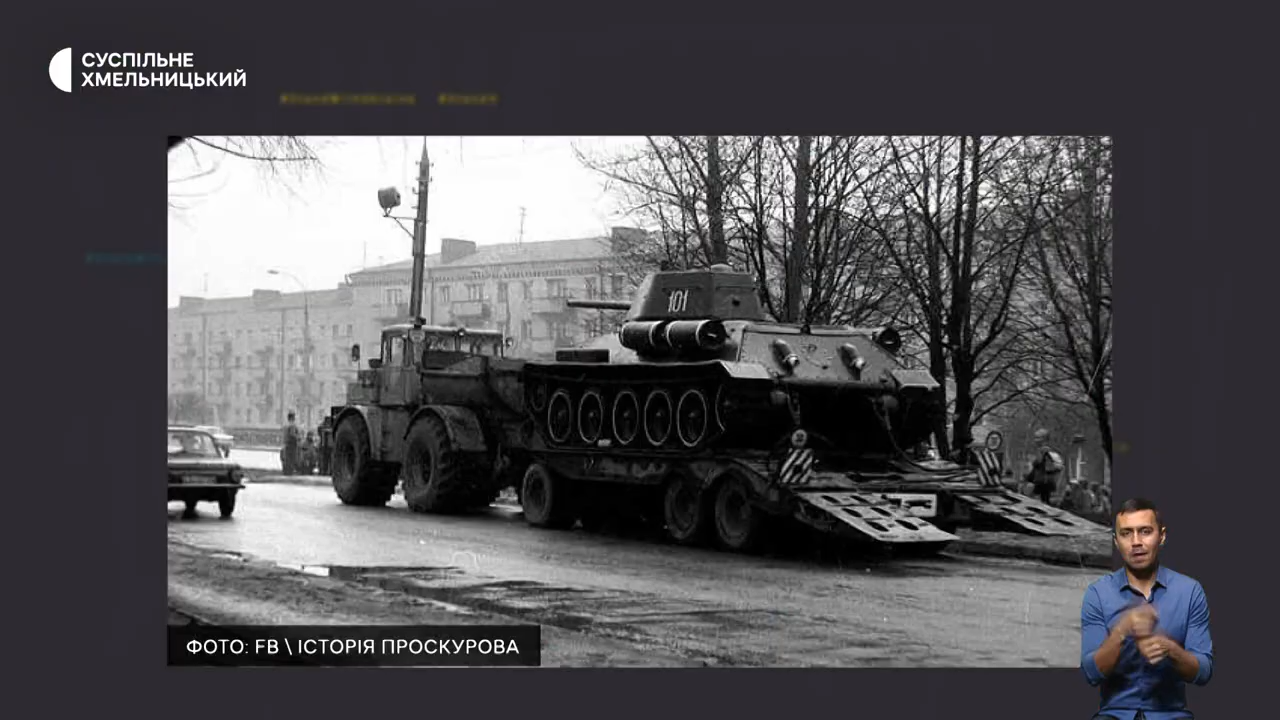 СУСПІЛЬНЕ
ХМЕЛЬНИЦЬКИЙ
101
ФОТО: FB \ ІСТОРІЯ ПРОСКУРОВА